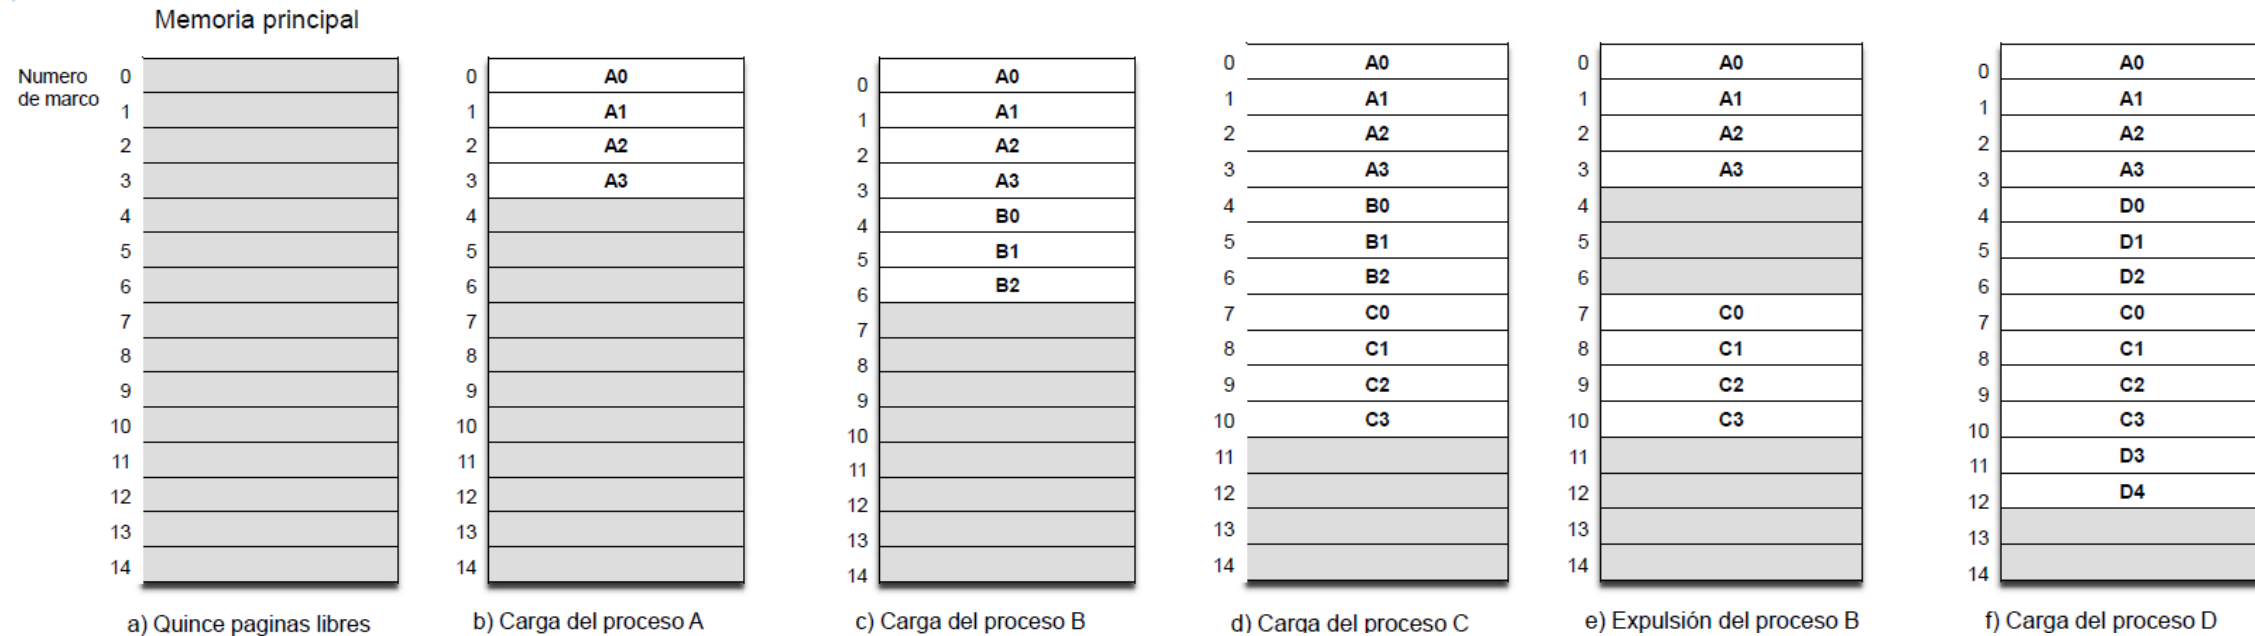 Memoria principal
Numero
de marco
0
1
2
3
4
5
6
7
8
9
10
11
12
13
14
a) Quince paginas libres
0 A0
1 A1
2 A2
3 A3
4
5
6
7
8
9
10
11
12
13
14
b) Carga del proceso A
0 A0
1 A1
2 A2
3 A3
4 B0
5 B1
6 B2
7
8
9
10
11
12
13
14
c) Carga del proceso B
0 A0
1 A1
2 A2
3 A3
4 B0
5 B1
6 B2
7 C0
8 C1
9 C2
10 C3
11
12
13
14
d) Carga del proceso C
0 A0
1 A1
2 A2
3 A3
4
5
6
7 C0
8 C1
9 C2
10 C3
11
12
13
14
e) Expulsión del proceso B
0 A0
1 A1
2 A2
3 A3
4 D0
5 D1
6 D2
7 C0
8 C1
9 C2
10 C3
11 D3
12 D4
13
14
f) Carga del proceso D